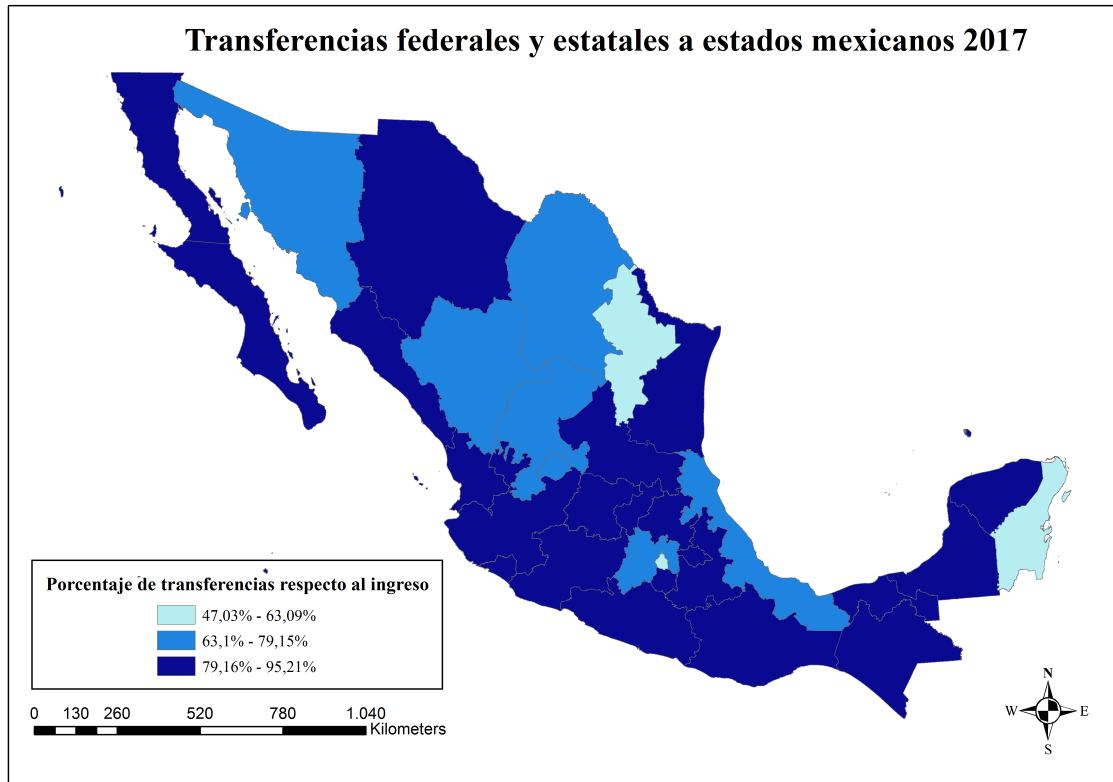 Transferencias federales y estatales a estados mexicanos 2017
Porcentaje de transferencias respecto al ingreso
47,03% - 63,09%
63,1% - 79,15%
79,16% - 95,21%
0 130 260 520 780 1.040
Kilometers
N
W E
S